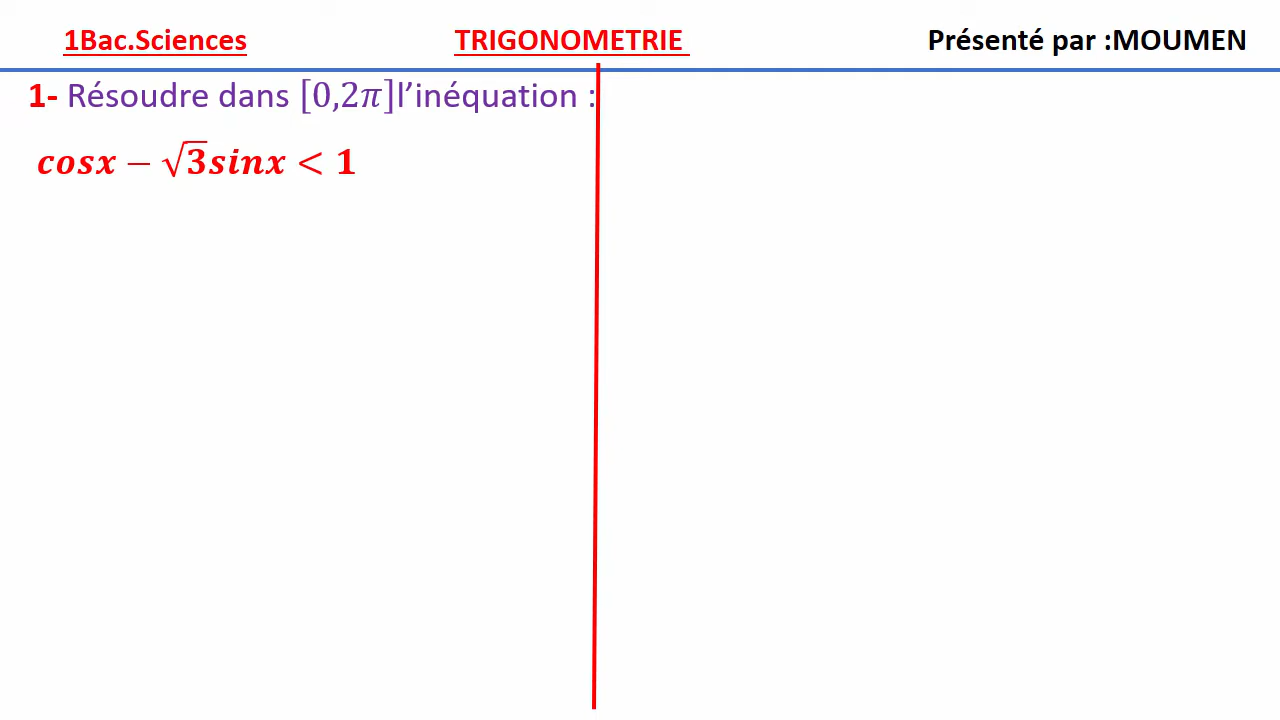 1Bac.Sciences TRIGONOMETRIE Présenté par :MOUMEN
1- Résoudre dans [0,2π]l’inéquation :
cosx − √3sinx < 1